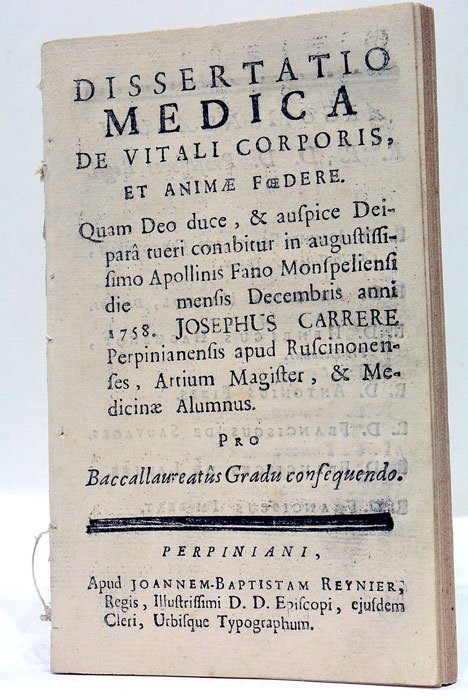 DISSERTATIO
MEDICA
DE VITALI CORPORIS,
ET ANIMÆ FŒDERE.
Quam Deo duce, & auſpice Dei-
parâ tueri conabitur in auguſtiſſi-
ſimo Apollinis Fano Monſpelienſi
die menſis Decembris anni
1758. JOSEPHUS CARRERE
Perpinianenſis apud Ruſcinonen-
ſes, Artium Magiſter, & Me-
dicinæ Alumnus.
PRO
Baccallaureatus Gradu conſequendo.
PERPINIANI,
Apud JOANNEM-BAPTISTAM REYNIER,
Regis, Illuſtriſſimi D. D. Epiſcopi, ejuſdem
Cleri, Urbiſque Typographum.